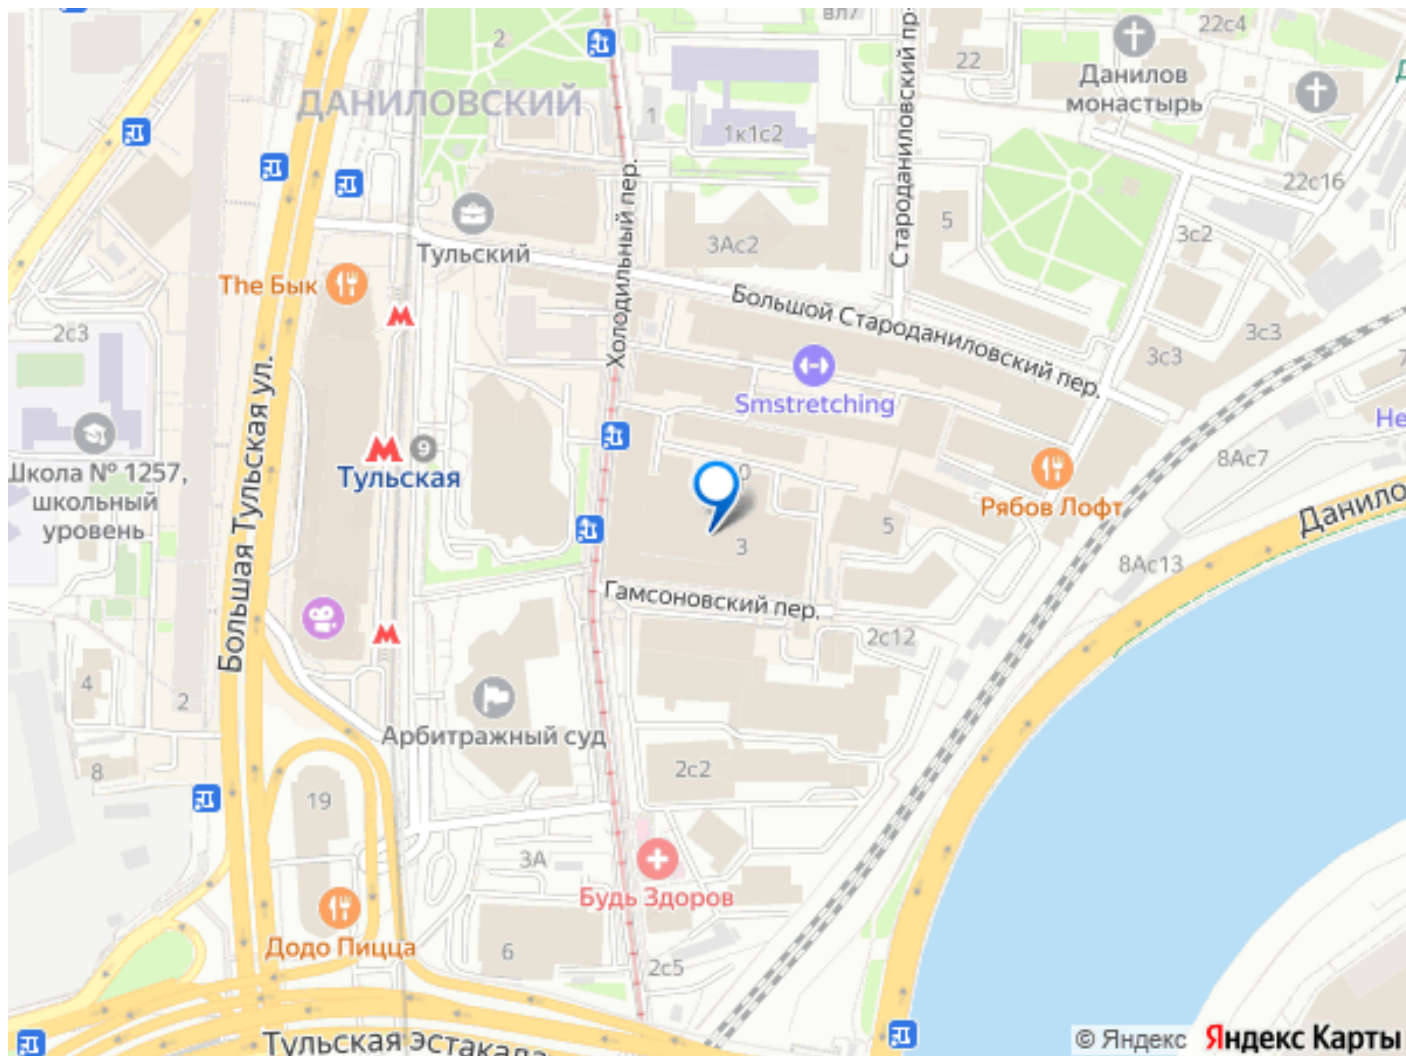 вл7
22с4
2
22
Данилов
монастырь
ДАНИЛОВСКИЙ
1
1к1с2
Староданиловский пр-
22с16
Холодильный пер.
5
3с2
Тульский
3Ас2
The Бык
Большой Староданиловский пер.
2с3
3с3
3с3
Smstretching
Большая Тульская ул.
Школа № 1257,
школьный
уровень
9
Тульская
0
3
5
Рябов Лофт
8Ас7
Не
Данило
8Ас13
Гамсоновский пер.
2с12
4
2
Арбитражный суд
8
2с2
19
3А
Будь Здоров
Додо Пицца
6
2с5
Тульская эстакада
© Яндекс Яндекс Карты